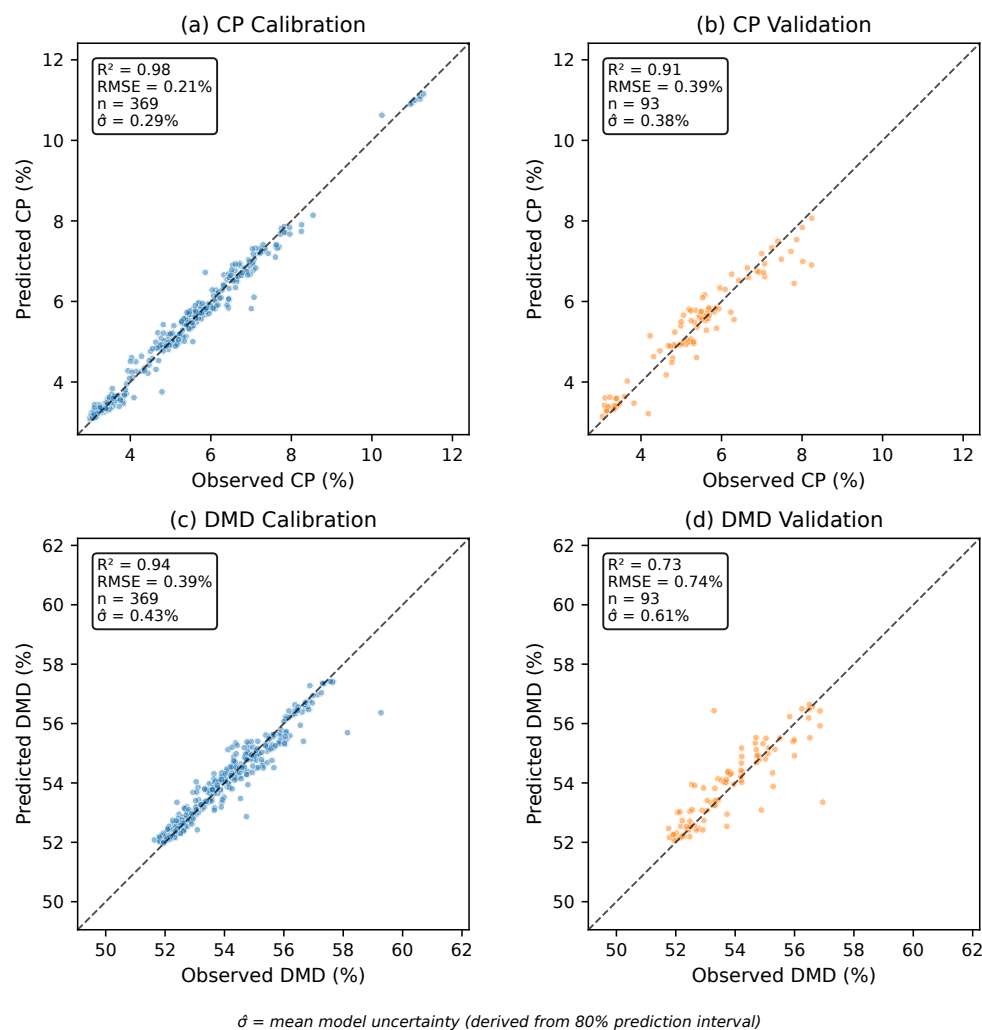 (a) CP Calibration
R² = 0.98
RMSE = 0.21%
n = 369
σ̂ = 0.29%
12
10
8
6
4
Predicted CP (%)
4 6 8 10 12
Observed CP (%)
(b) CP Validation
R² = 0.91
RMSE = 0.39%
n = 93
σ̂ = 0.38%
12
10
8
6
4
Predicted CP (%)
4 6 8 10 12
Observed CP (%)
(c) DMD Calibration
R² = 0.94
RMSE = 0.39%
n = 369
σ̂ = 0.43%
62
60
58
56
54
52
50
Predicted DMD (%)
50 52 54 56 58 60 62
Observed DMD (%)
(d) DMD Validation
R² = 0.73
RMSE = 0.74%
n = 93
σ̂ = 0.61%
62
60
58
56
54
52
50
Predicted DMD (%)
50 52 54 56 58 60 62
Observed DMD (%)
σ̂ = mean model uncertainty (derived from 80% prediction interval)